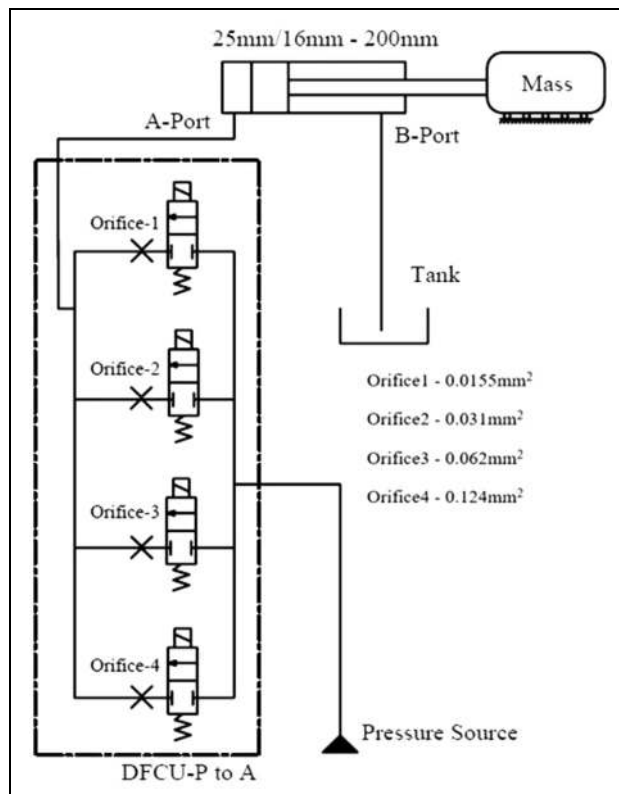 25mm/16mm - 200mm
Mass
A-Port
B-Port
Orifice-1
Tank
Orifice-2
Orifice1 - 0.0155mm²
Orifice2 - 0.031mm²
Orifice3 - 0.062mm²
Orifice4 - 0.124mm²
Orifice-3
Orifice-4
Pressure Source
DFCU-P to A